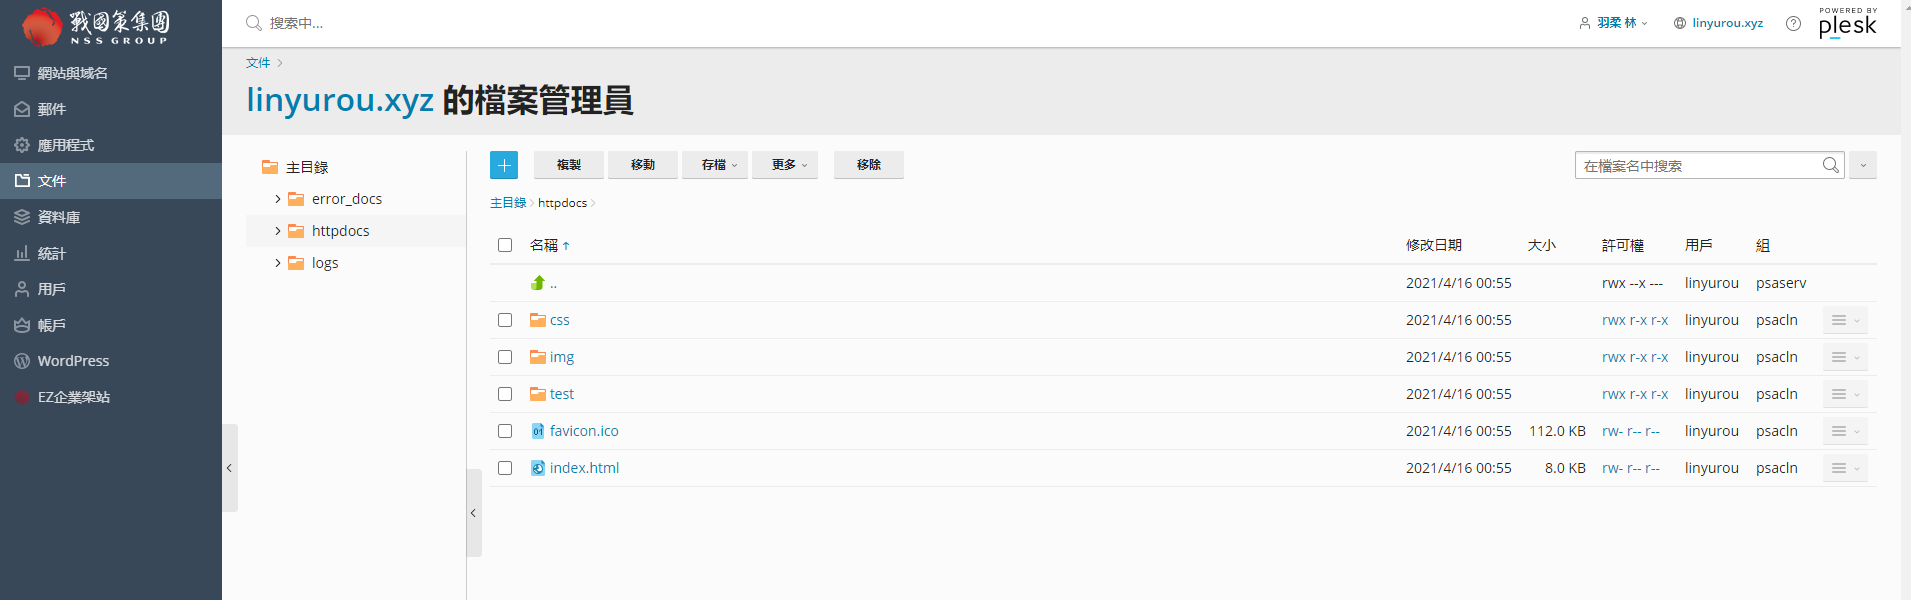 戰國策集團
NSS GROUP
網站與域名
郵件
應用程式
文件
資料庫
統計
用戶
帳戶
WordPress
EZ企業架站
搜索中...
羽柔 林
linyurou.xyz
POWERED BY
plesk
文件
linyurou.xyz 的檔案管理員
主目錄
error_docs
httpdocs
logs
複製 移動 存檔 更多 移除
在檔案名中搜索
主目錄 httpdocs
名稱 ↑ 修改日期 大小 許可權 用戶 組
.. 2021/4/16 00:55 rwx --x --- linyurou psaserv
css 2021/4/16 00:55 rwx r-x r-x linyurou psacln
img 2021/4/16 00:55 rwx r-x r-x linyurou psacln
test 2021/4/16 00:55 rwx r-x r-x linyurou psacln
favicon.ico 2021/4/16 00:55 112.0 KB rw- r-- r-- linyurou psacln
index.html 2021/4/16 00:55 8.0 KB rw- r-- r-- linyurou psacln